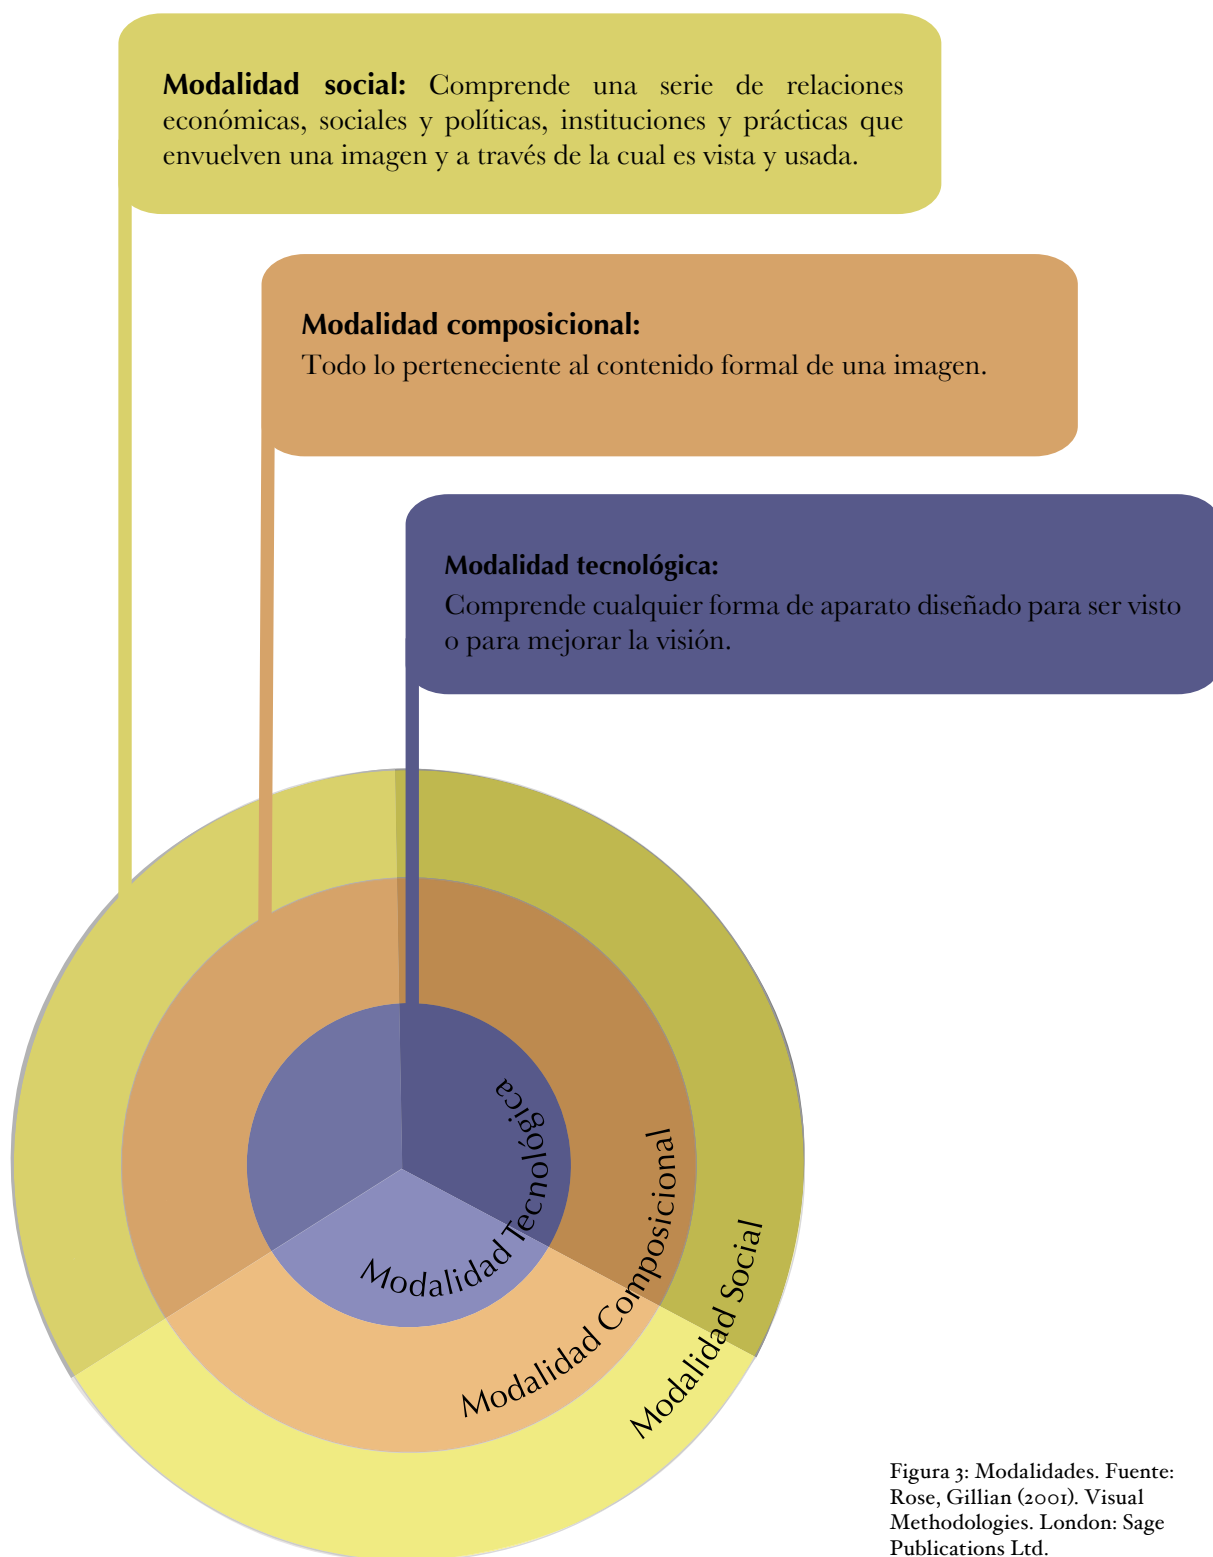 Modalidad social: Comprende una serie de relaciones
económicas, sociales y políticas, instituciones y prácticas que
envuelven una imagen y a través de la cual es vista y usada.
Modalidad composicional:
Todo lo perteneciente al contenido formal de una imagen.
Modalidad tecnológica:
Comprende cualquier forma de aparato diseñado para ser visto
o para mejorar la visión.
Modalidad Tecnológica
Modalidad Composicional
Modalidad Social
Figura 3: Modalidades. Fuente:
Rose, Gillian (2001). Visual
Methodologies. London: Sage
Publications Ltd.